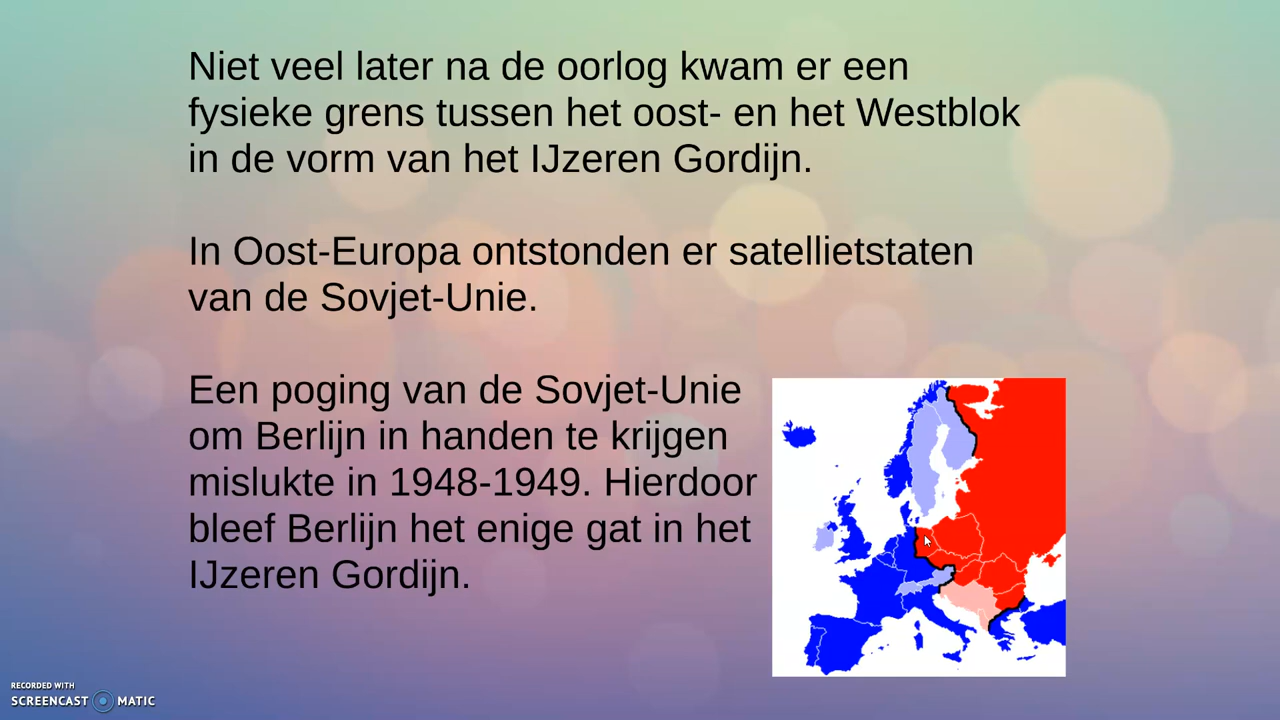 Niet veel later na de oorlog kwam er een
fysieke grens tussen het oost- en het Westblok
in de vorm van het IJzeren Gordijn.
In Oost-Europa ontstonden er satellietstaten
van de Sovjet-Unie.
Een poging van de Sovjet-Unie
om Berlijn in handen te krijgen
mislukte in 1948-1949. Hierdoor
bleef Berlijn het enige gat in het
IJzeren Gordijn.
RECORDED WITH
SCREENCAST MATIC